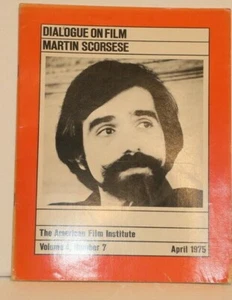 DIALOGUE ON FILM
MARTIN SCORSESE
The American Film Institute
Volume 4, Number 7
April 1975